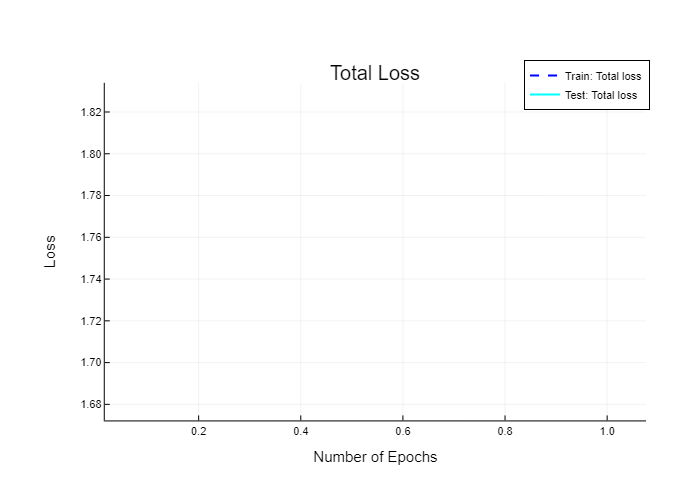 Total Loss
Train: Total loss
Test: Total loss
1.82
1.80
1.78
1.76
1.74
1.72
1.70
1.68
Loss
0.2 0.4 0.6 0.8 1.0
Number of Epochs